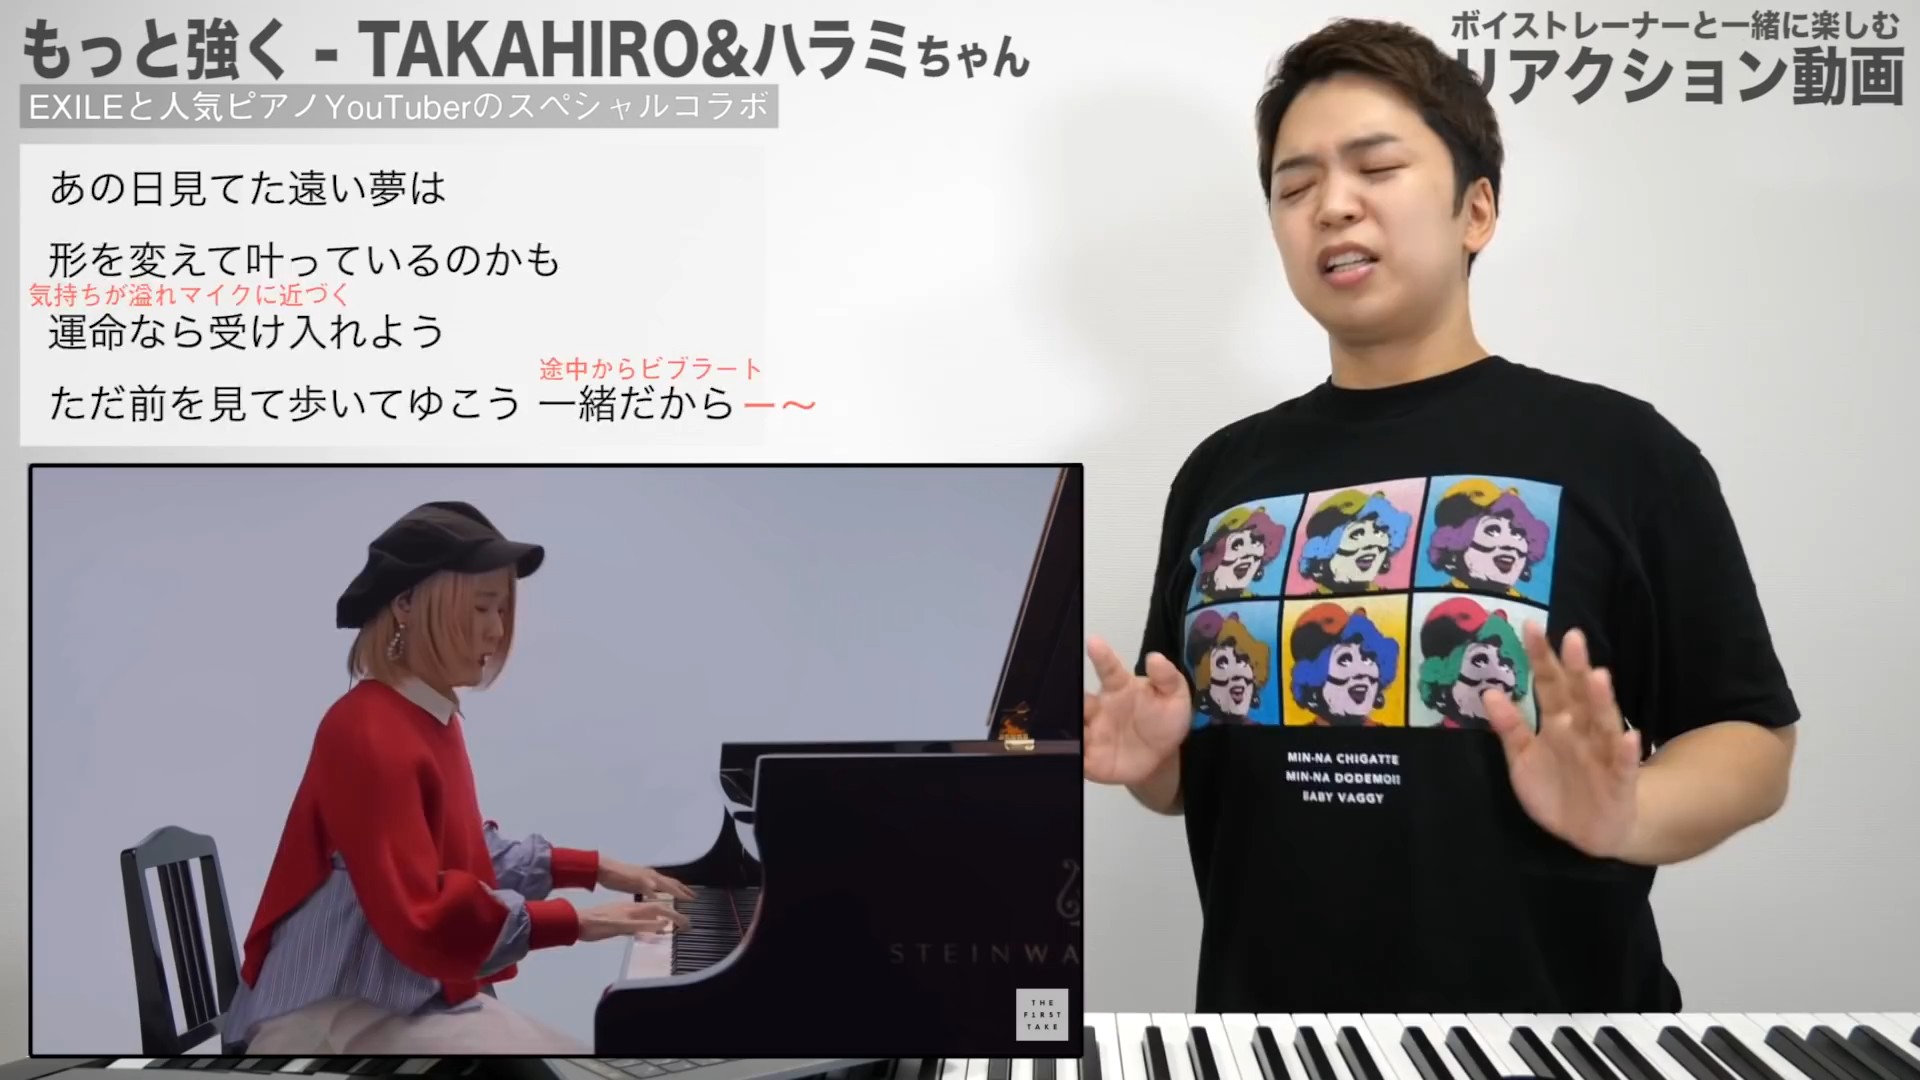 もっと強く - TAKAHIRO&ハラミちゃん
EXILEと人気ピアノYouTuberのスペシャルコラボ
ボイストレーナーと一緒に楽しむ
リアクション動画
あの日見てた遠い夢は
形を変えて叶っているのかも
気持ちが溢れマイクに近づく
運命なら受け入れよう
途中からビブラート
ただ前を見て歩いてゆこう 一緒だからー〜
MIN-NA CHIGATTE
MIN-NA DODEMOII
BABY VAGGY
STEINWA
THE
FIRST
TAKE